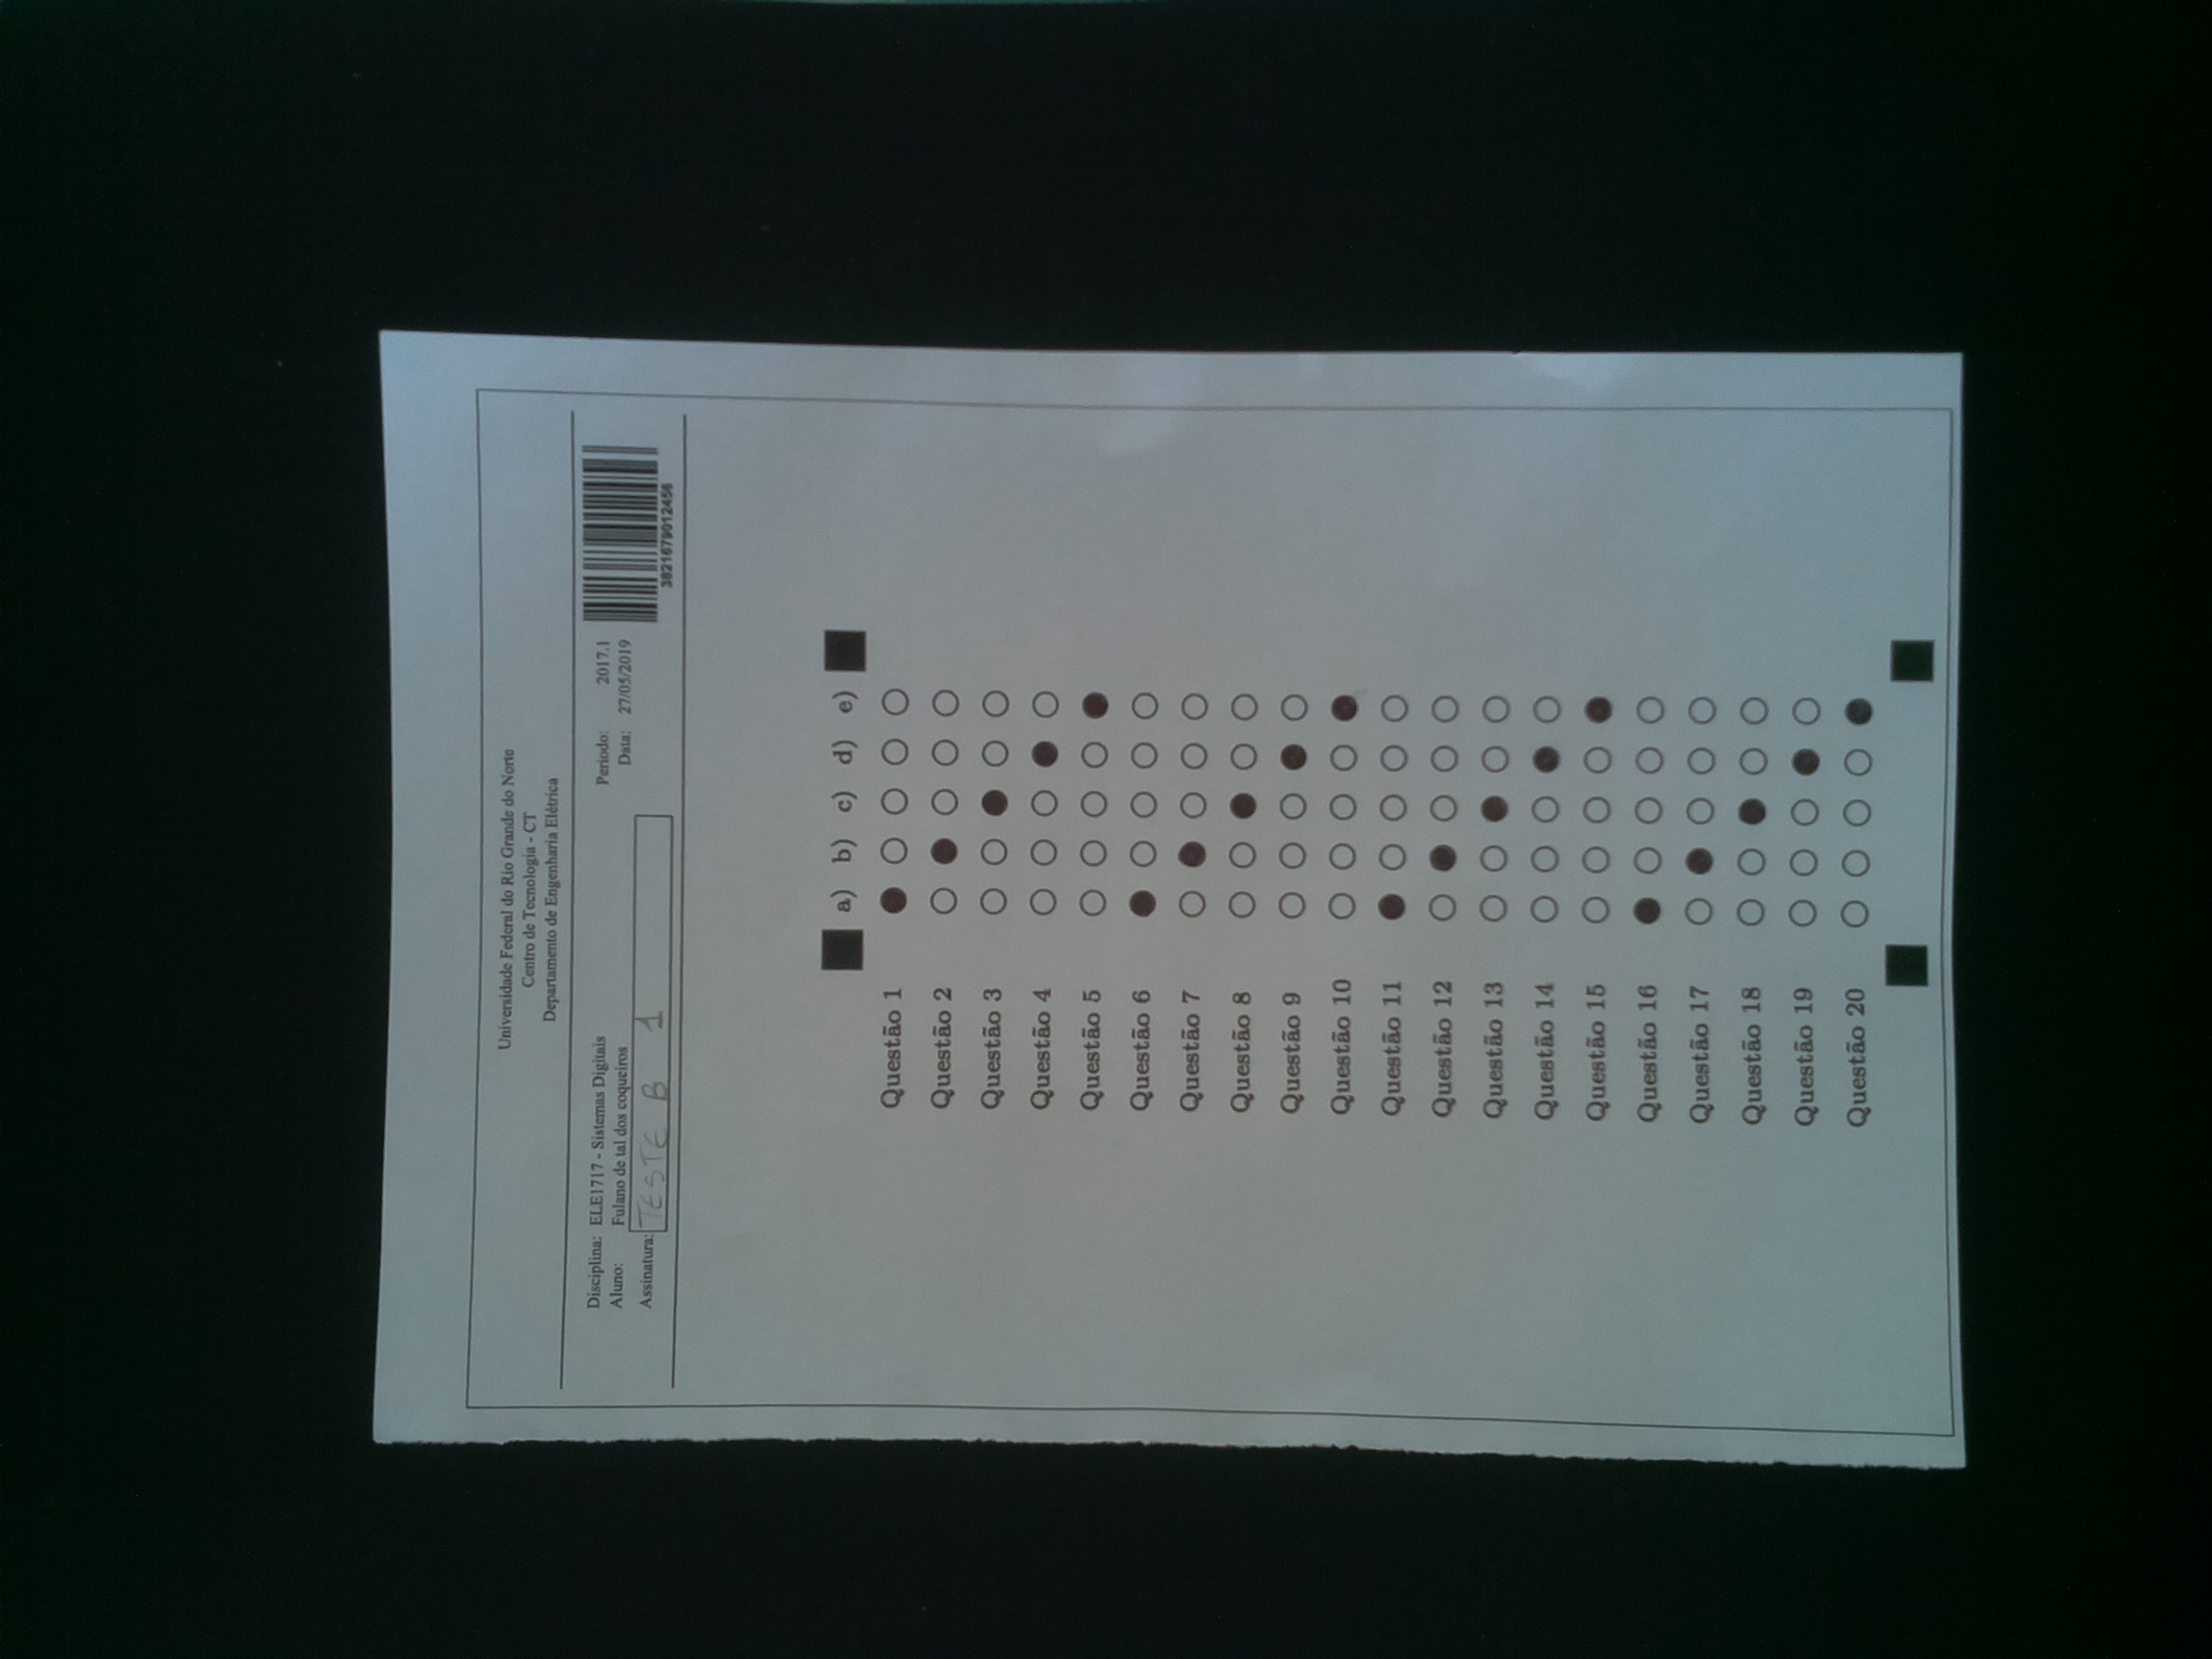 Universidade Federal do Rio Grande do Norte
Centro de Tecnologia - CT
Departamento de Engenharia Elétrica
Disciplina: ELE1717 - Sistemas Digitais Período: 2017.1
Aluno: Fulano de tal dos coqueiros Data: 27/05/2019
Assinatura: TESTE B 1
3821679012456
a) b) c) d) e)
Questão 1
Questão 2
Questão 3
Questão 4
Questão 5
Questão 6
Questão 7
Questão 8
Questão 9
Questão 10
Questão 11
Questão 12
Questão 13
Questão 14
Questão 15
Questão 16
Questão 17
Questão 18
Questão 19
Questão 20